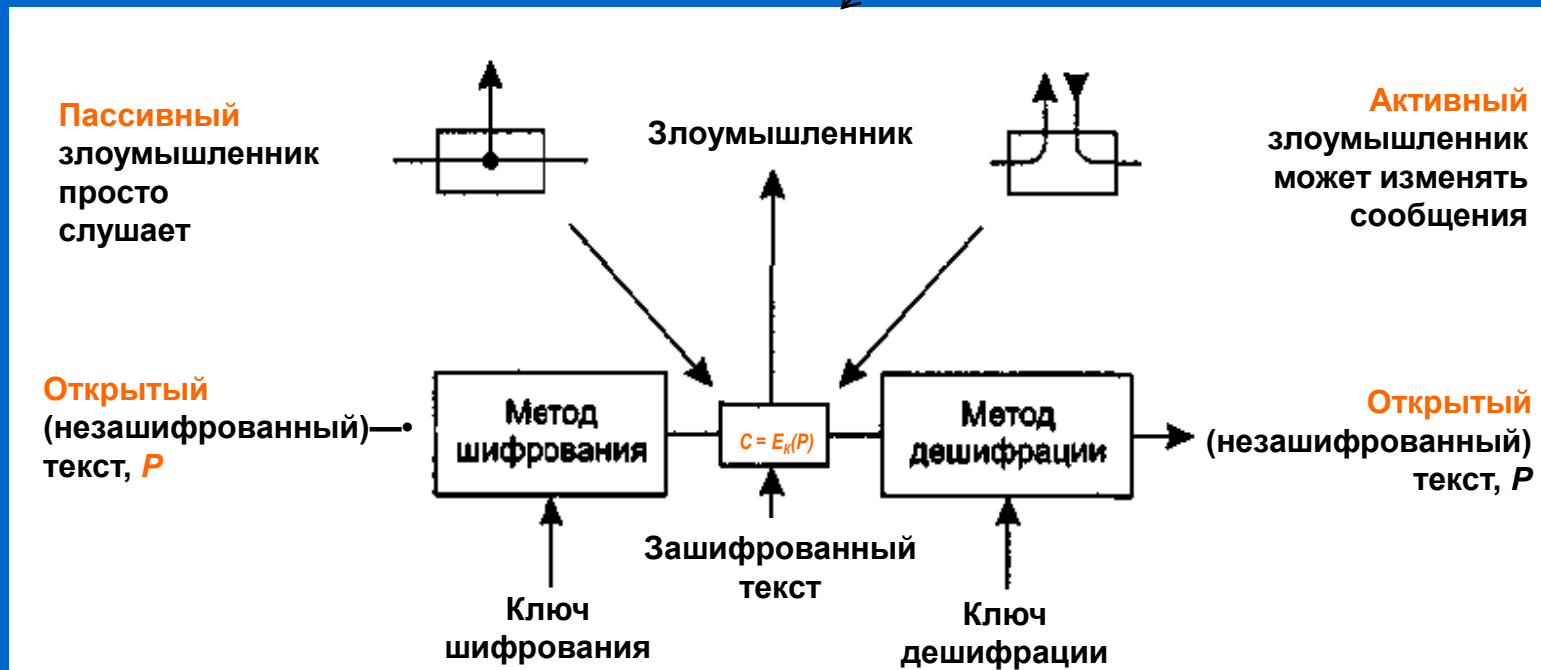 Пассивный
злоумышленник
просто
слушает
Злоумышленник
Активный
злоумышленник
может изменять
сообщения
Открытый
(незашифрованный)
текст, P
Метод
шифрования
C = E_K(P)
Метод
дешифрации
Открытый
(незашифрованный)
текст, P
Зашифрованный
текст
Ключ
шифрования
Ключ
дешифрации